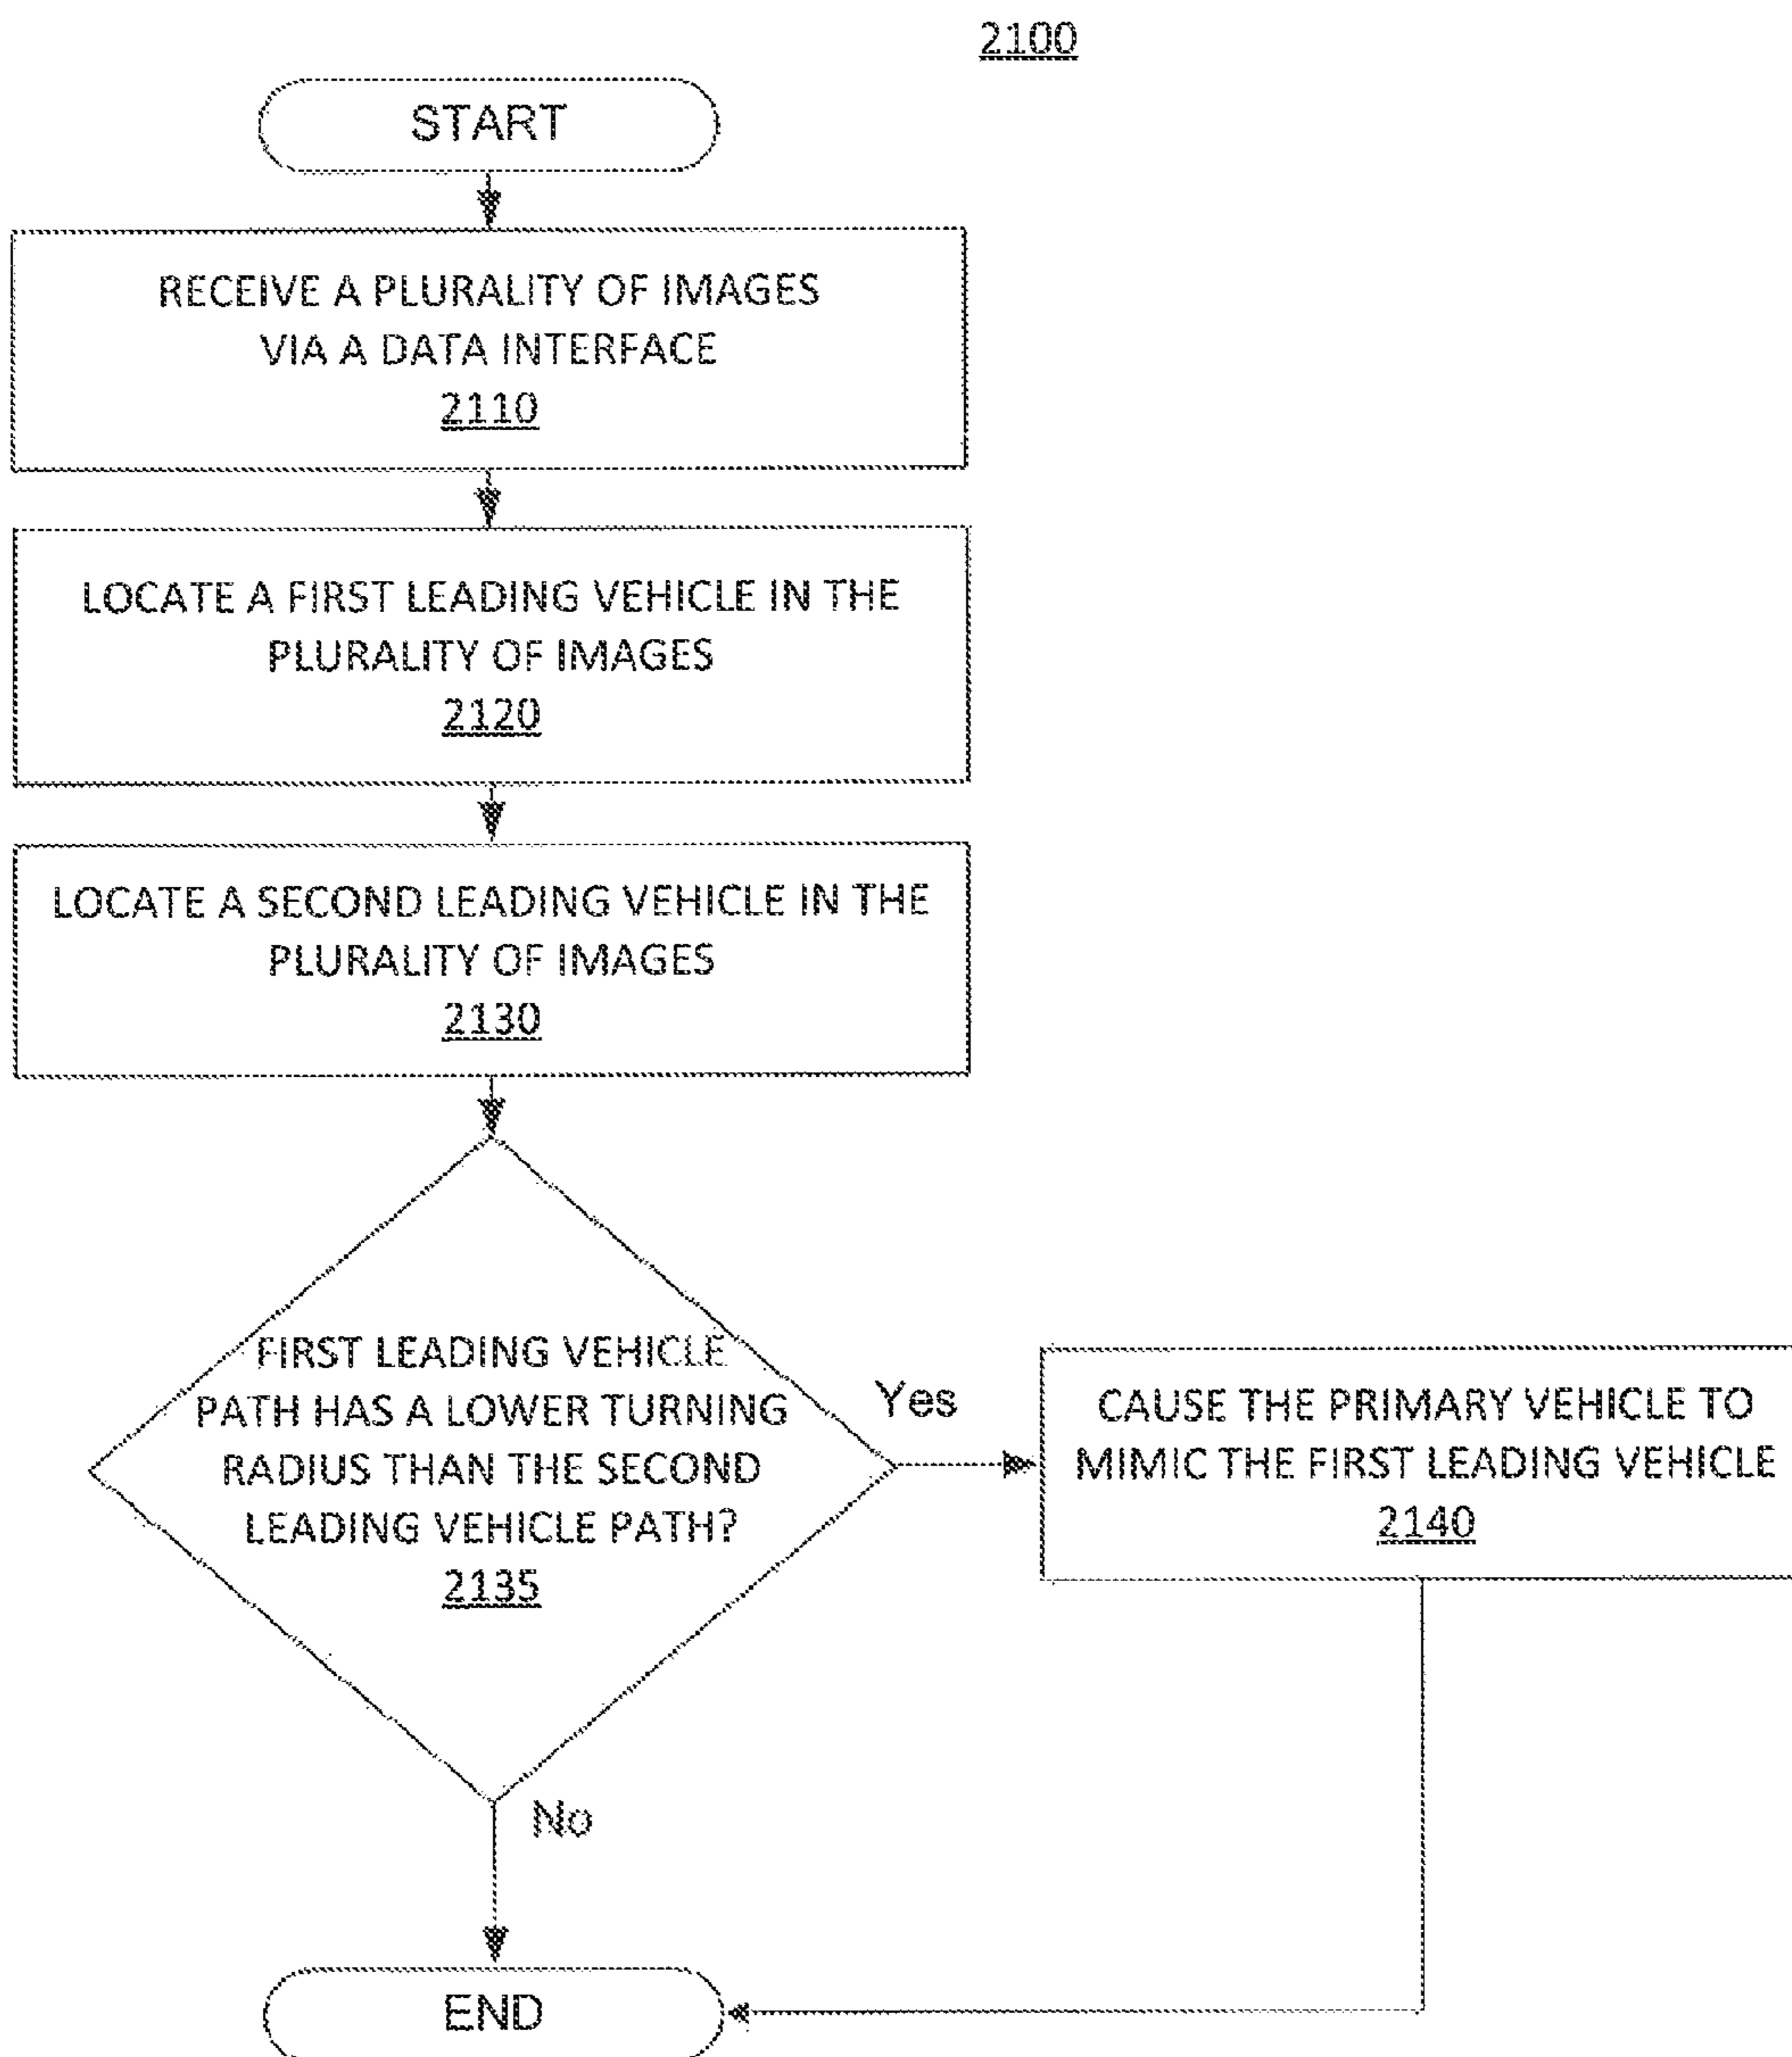 2100
START
RECEIVE A PLURALITY OF IMAGES
VIA A DATA INTERFACE
2110
LOCATE A FIRST LEADING VEHICLE IN THE
PLURALITY OF IMAGES
2120
LOCATE A SECOND LEADING VEHICLE IN THE
PLURALITY OF IMAGES
2130
FIRST LEADING VEHICLE
PATH HAS A LOWER TURNING
RADIUS THAN THE SECOND
LEADING VEHICLE PATH?
2135
Yes
CAUSE THE PRIMARY VEHICLE TO
MIMIC THE FIRST LEADING VEHICLE
2140
No
END